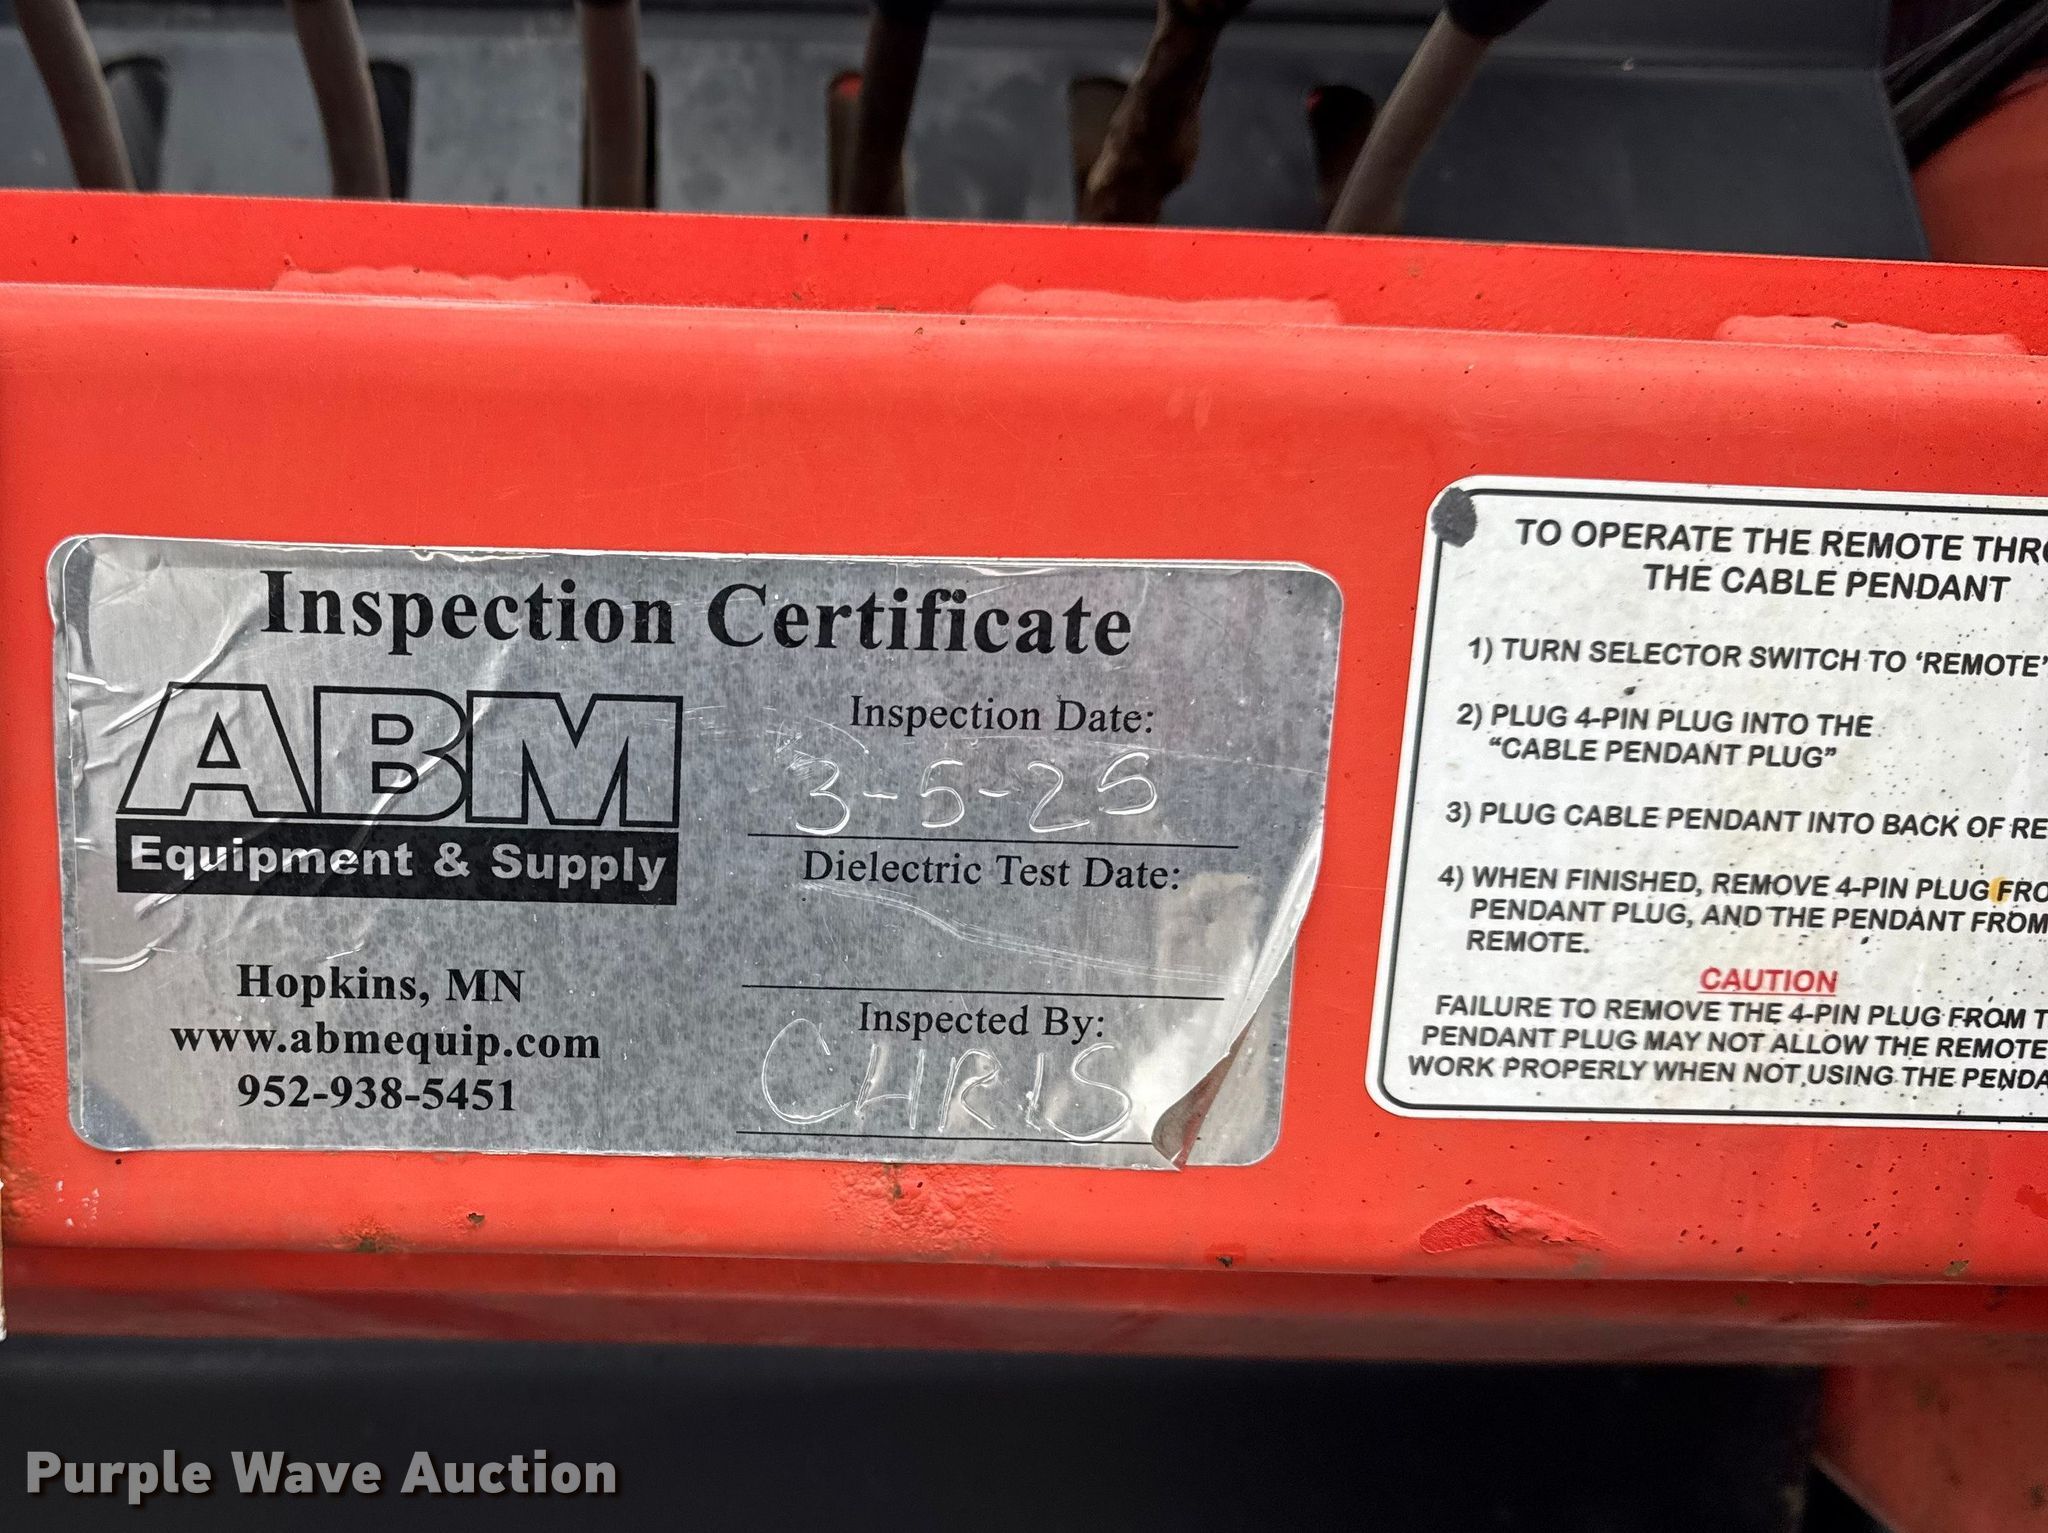 Inspection Certificate
ABM
Equipment & Supply
Hopkins, MN
www.abmequip.com
952-938-5451
Inspection Date:
3-5-25
Dielectric Test Date:
Inspected By:
CHRIS
TO OPERATE THE REMOTE THRO
THE CABLE PENDANT
1) TURN SELECTOR SWITCH TO ‘REMOTE’
2) PLUG 4-PIN PLUG INTO THE
“CABLE PENDANT PLUG”
3) PLUG CABLE PENDANT INTO BACK OF RE
4) WHEN FINISHED, REMOVE 4-PIN PLUG FRO
PENDANT PLUG, AND THE PENDANT FROM
REMOTE.
CAUTION
FAILURE TO REMOVE THE 4-PIN PLUG FROM T
PENDANT PLUG MAY NOT ALLOW THE REMOTE
WORK PROPERLY WHEN NOT USING THE PENDA
Purple Wave Auction